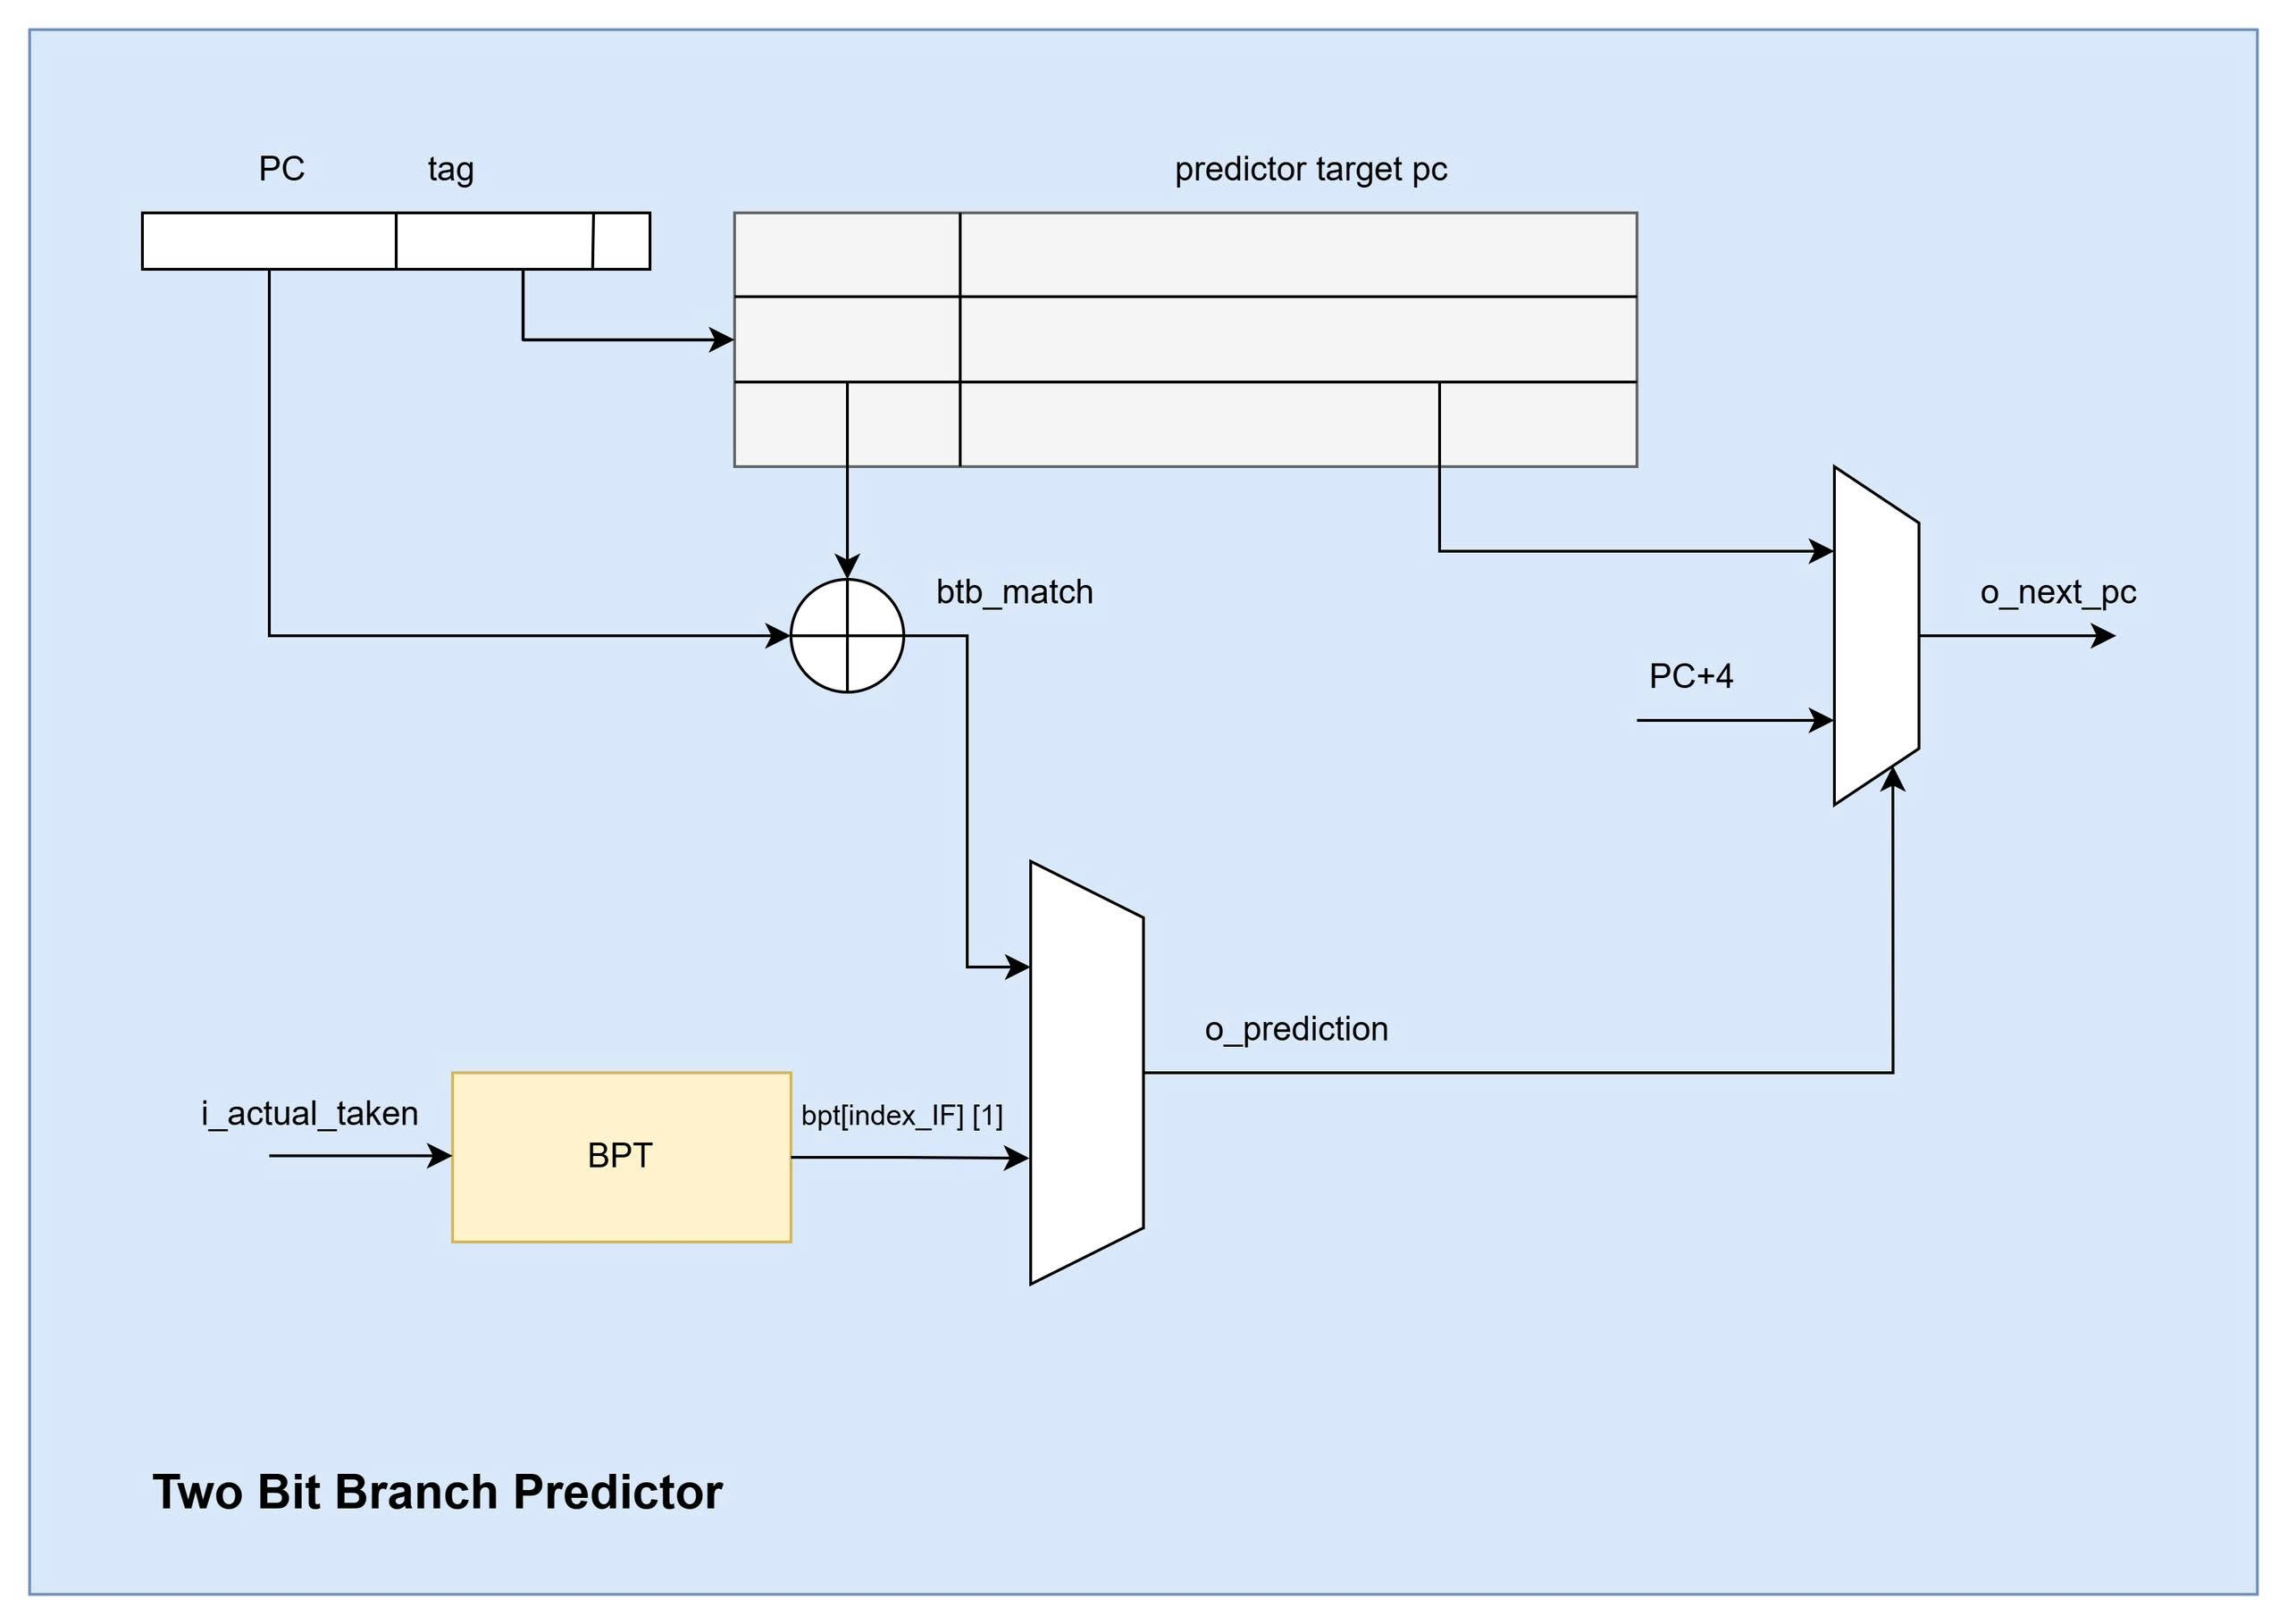 PC
tag
predictor target pc
btb_match
o_next_pc
PC+4
o_prediction
i_actual_taken
BPT
bpt[index_IF] [1]
Two Bit Branch Predictor